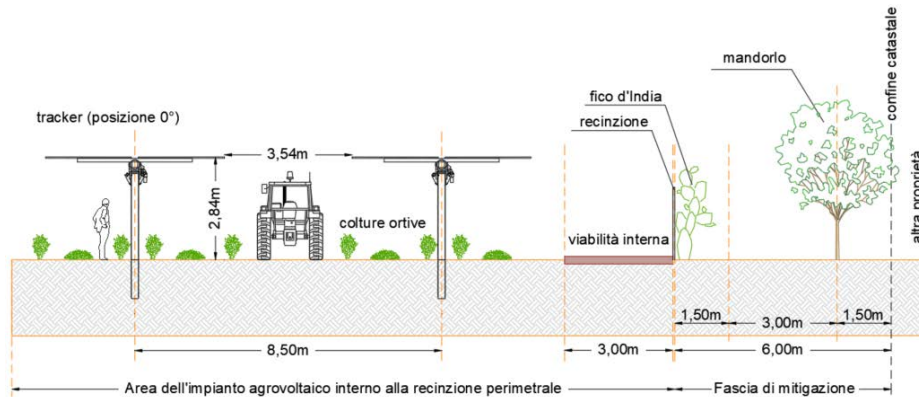 mandorlo
confine catastale
fico d'India
tracker (posizione 0°)
recinzione
3,54m
altra proprietà
2,84m
colture ortive
viabilità interna
1,50m
3,00m
1,50m
8,50m
3,00m
6,00m
Area dell'impianto agrovoltaico interno alla recinzione perimetrale
Fascia di mitigazione